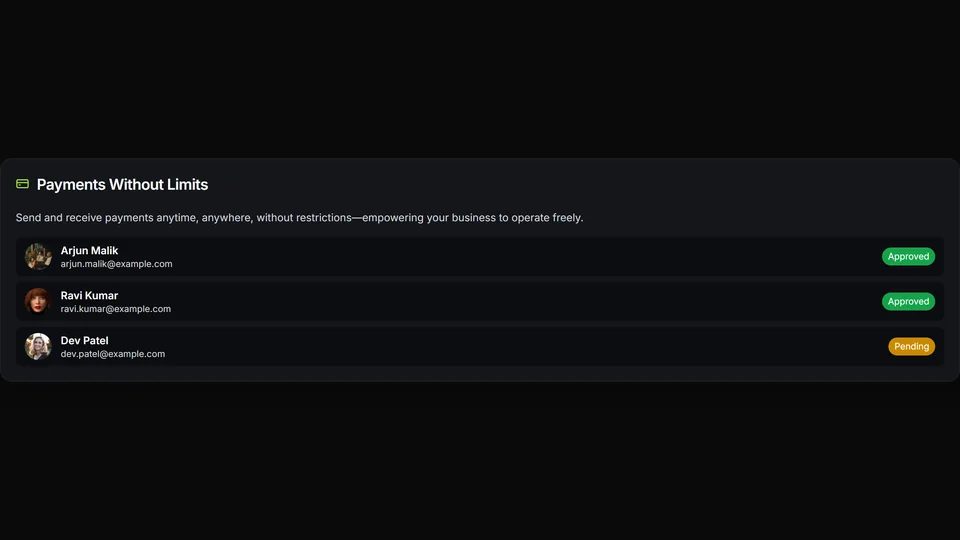 Payments Without Limits
Send and receive payments anytime, anywhere, without restrictions—empowering your business to operate freely.
Arjun Malik
arjun.malik@example.com
Approved
Ravi Kumar
ravi.kumar@example.com
Approved
Dev Patel
dev.patel@example.com
Pending